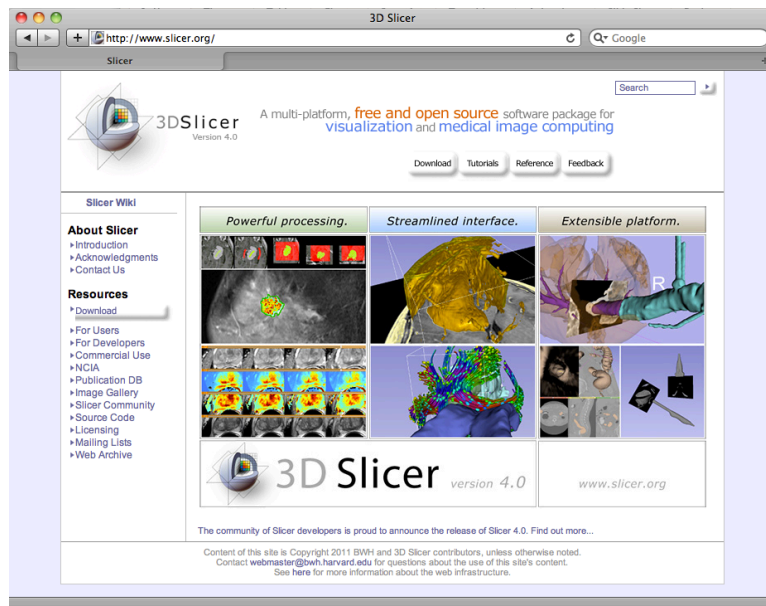 3D Slicer
http://www.slicer.org/
Google
Slicer
Search
3DSlicer
Version 4.0
A multi-platform, free and open source software package for
visualization and medical image computing
Download Tutorials Reference Feedback
Slicer Wiki
About Slicer
Introduction
Acknowledgments
Contact Us
Resources
Download
For Users
For Developers
Commercial Use
NCIA
Publication DB
Image Gallery
Slicer Community
Source Code
Licensing
Mailing Lists
Web Archive
Powerful processing. Streamlined interface. Extensible platform.
R
3D Slicer version 4.0 www.slicer.org
The community of Slicer developers is proud to announce the release of Slicer 4.0. Find out more...
Content of this site is Copyright 2011 BWH and 3D Slicer contributors, unless otherwise noted.
Contact webmaster@bwh.harvard.edu for questions about the use of this site's content.
See here for more information about the web infrastructure.